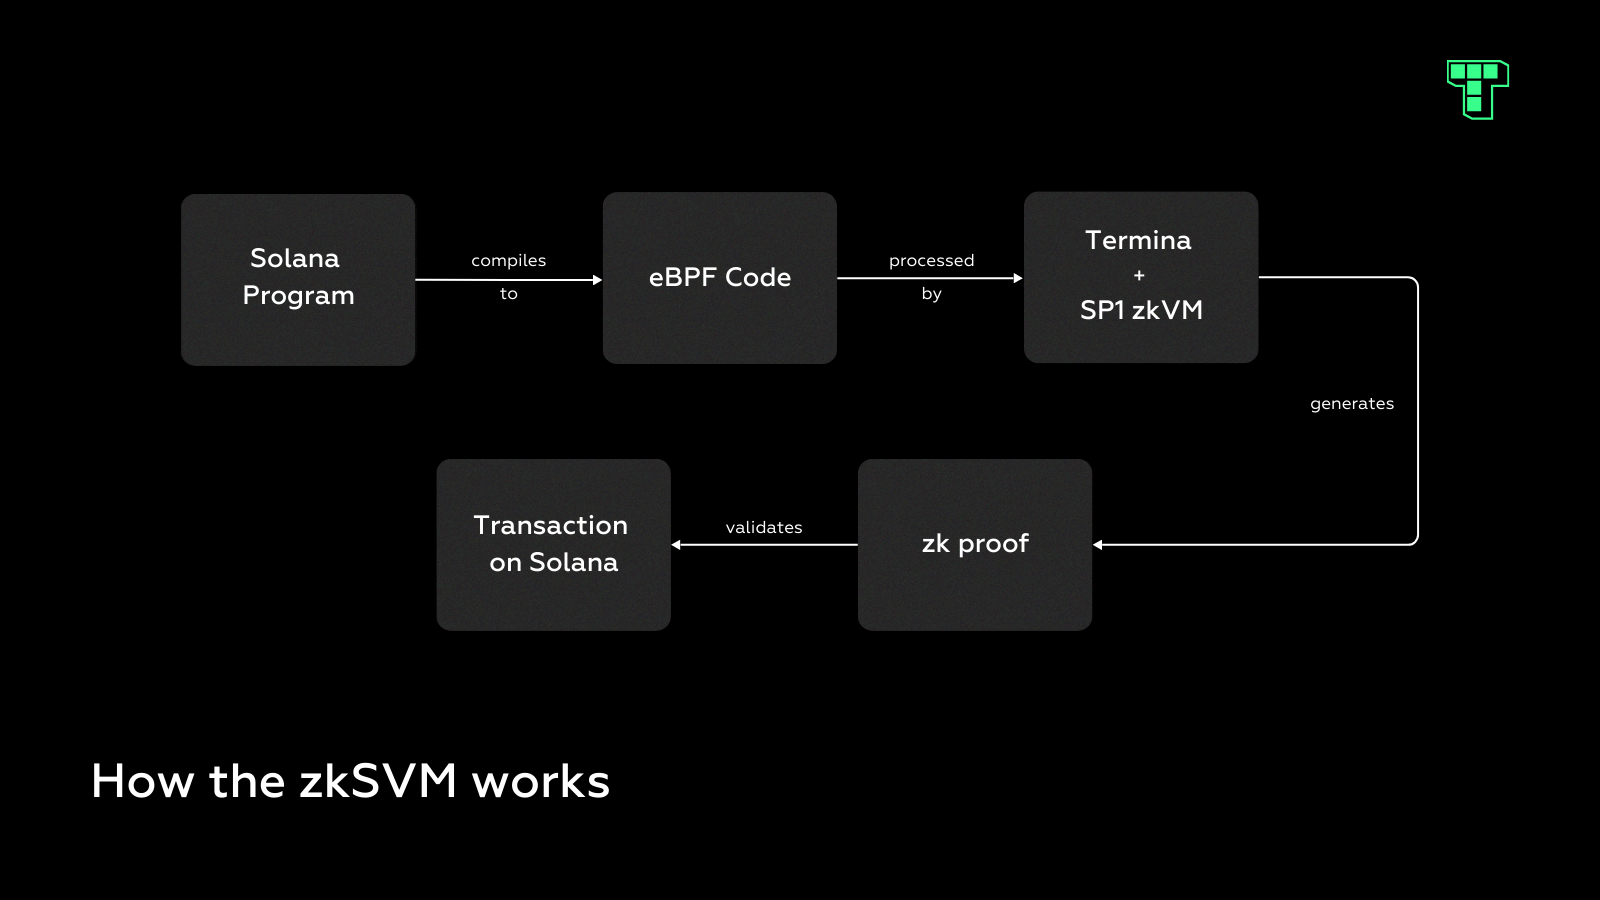 Solana
Program
compiles
to
eBPF Code
processed
by
Termina
+
SP1 zkVM
generates
zk proof
validates
Transaction
on Solana
How the zkSVM works